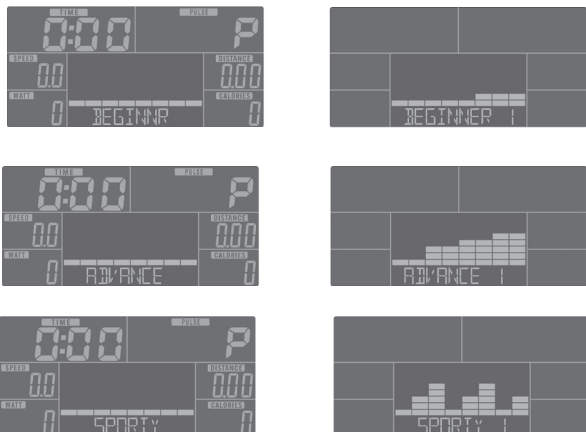 TIME PULSE
0:00 P
SPEED DISTANCE
0.0 0.00
WATT CALORIES
0 BEGINNR 0
BEGINNER 1
TIME PULSE
0:00 P
SPEED DISTANCE
0.0 0.00
WATT CALORIES
0 ADVANCE 0
ADVANCE 1
TIME PULSE
0:00 P
SPEED DISTANCE
0.0 0.00
WATT CALORIES
0 SPORTY 0
SPORTY 1